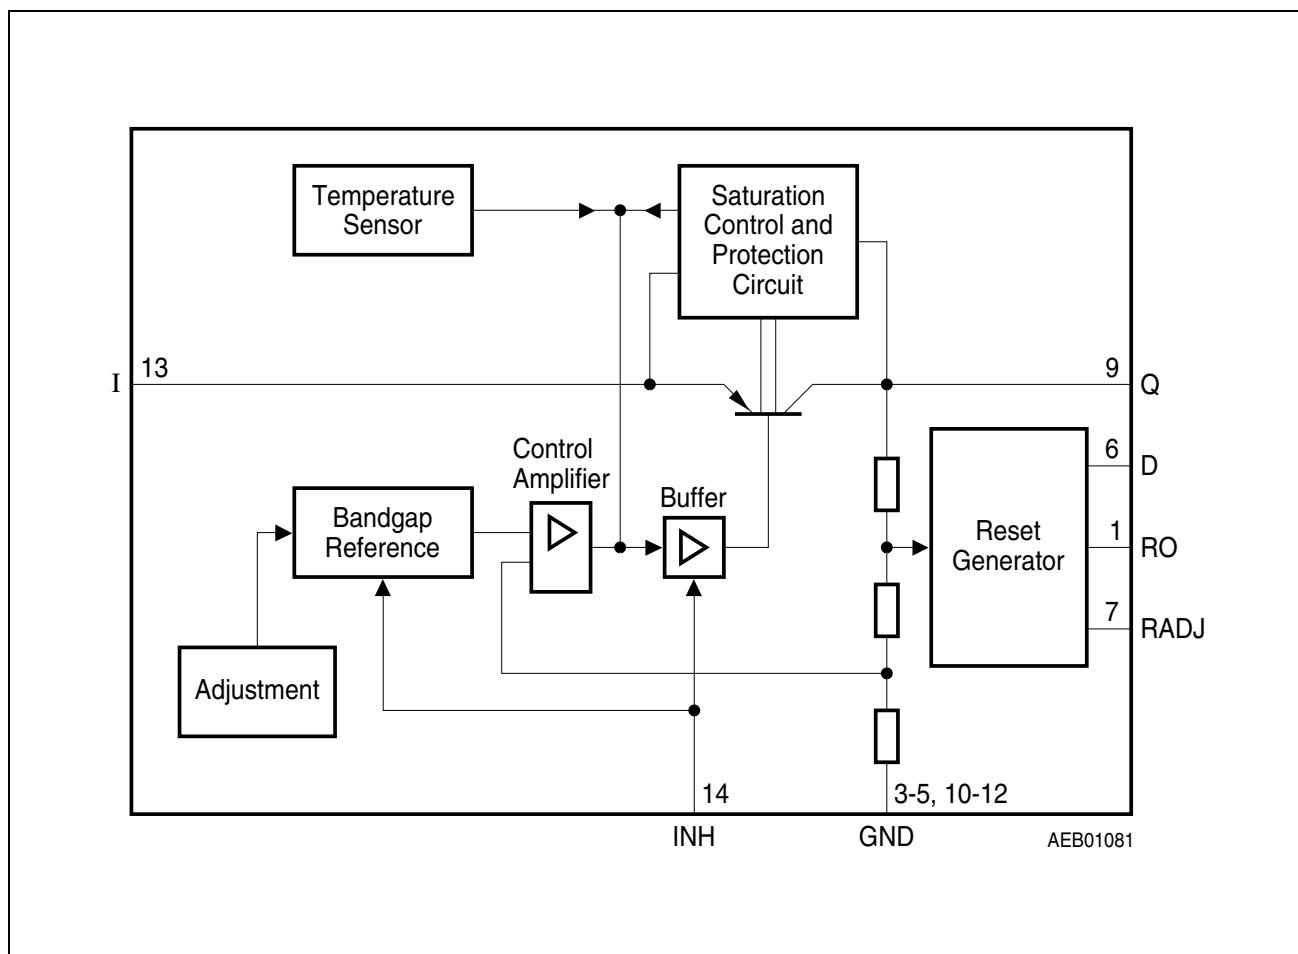 Temperature
Sensor
Saturation
Control and
Protection
Circuit
I
13
9
Q
Control
Amplifier
Buffer
Bandgap
Reference
Reset
Generator
6
D
1
RO
7
RADJ
Adjustment
14
3-5, 10-12
INH
GND
AEB01081